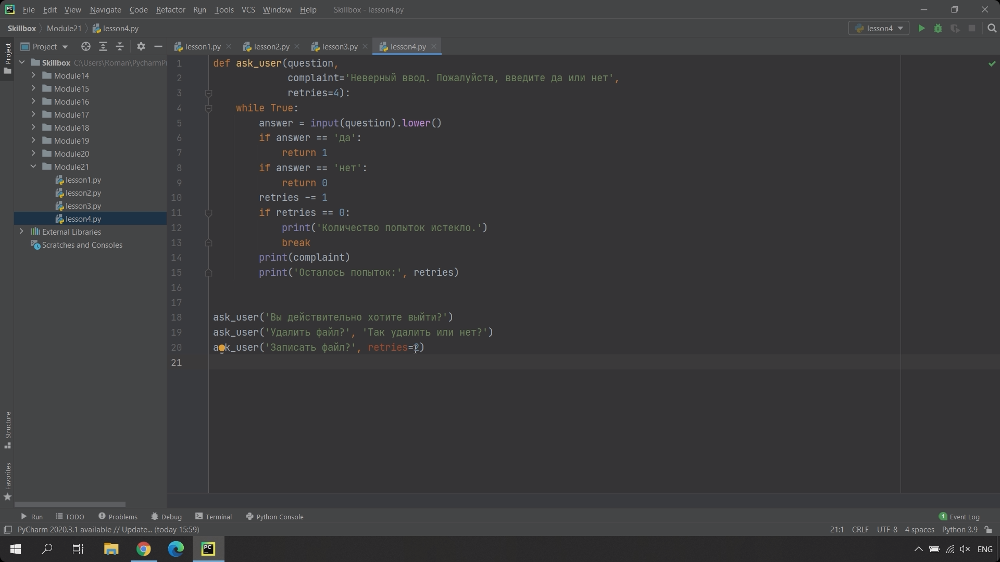 File Edit View Navigate Code Refactor Run Tools VCS Window Help Skillbox - lesson4.py
Skillbox Module21 lesson4.py lesson4
Project lesson1.py lesson2.py lesson3.py lesson4.py
Project
Skillbox C:\Users\Roman\PycharmPr
Module14
Module15
Module16
Module17
Module18
Module19
Module20
Module21
lesson1.py
lesson2.py
lesson3.py
lesson4.py
External Libraries
Scratches and Consoles
1 def ask_user(question,
2 complaint='Неверный ввод. Пожалуйста, введите да или нет',
3 retries=4):
4 while True:
5 answer = input(question).lower()
6 if answer == 'да':
7 return 1
8 if answer == 'нет':
9 return 0
10 retries -= 1
11 if retries == 0:
12 print('Количество попыток истекло.')
13 break
14 print(complaint)
15 print('Осталось попыток:', retries)
16
17
18 ask_user('Вы действительно хотите выйти?')
19 ask_user('Удалить файл?', 'Так удалить или нет?')
20 ask_user('Записать файл?', retries=2)
21
Structure
Favorites
Run TODO Problems Debug Terminal Python Console 1 Event Log
PyCharm 2020.3.1 available // Update... (today 15:59) 21:1 CRLF UTF-8 4 spaces Python 3.9
PC ENG